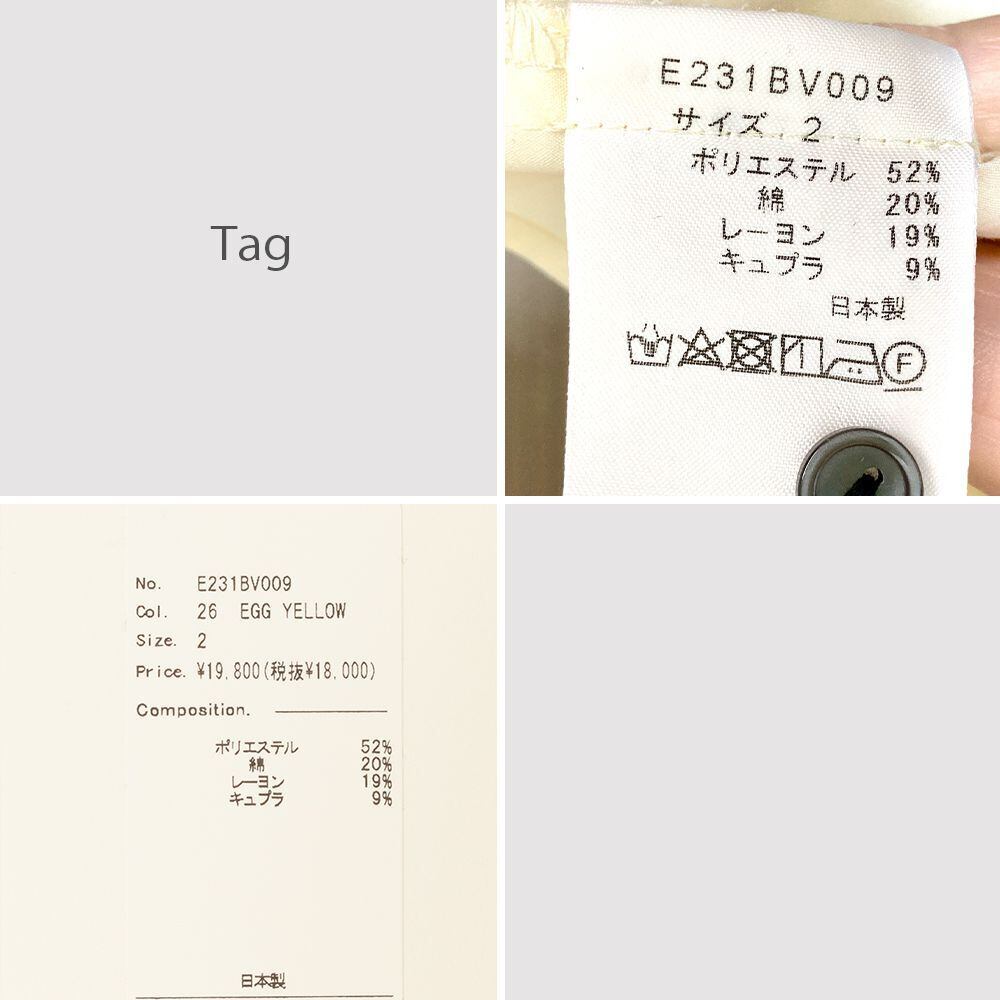 Tag
E231BV009
サイズ 2
ポリエステル 52%
綿 20%
レーヨン 19%
キュプラ 9%
日本製
F
No. E231BV009
Col. 26 EGG YELLOW
Size. 2
Price. ¥19,800(税抜¥18,000)
Composition.
ポリエステル 52%
綿 20%
レーヨン 19%
キュプラ 9%
日本製